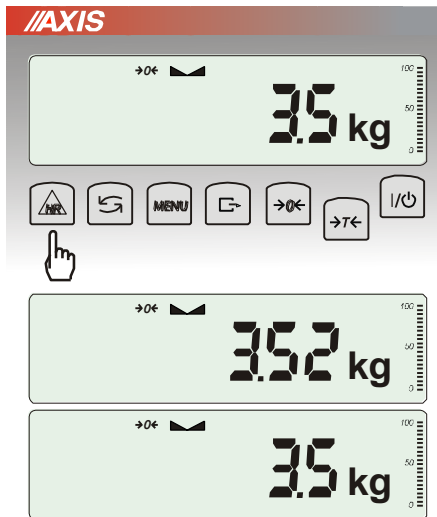 AXIS
→0←
100
3.5 kg
50
0
HR
MENU
→0←
→T←
I/⏻
→0←
100
3.52 kg
50
0
→0←
100
3.5 kg
50
0